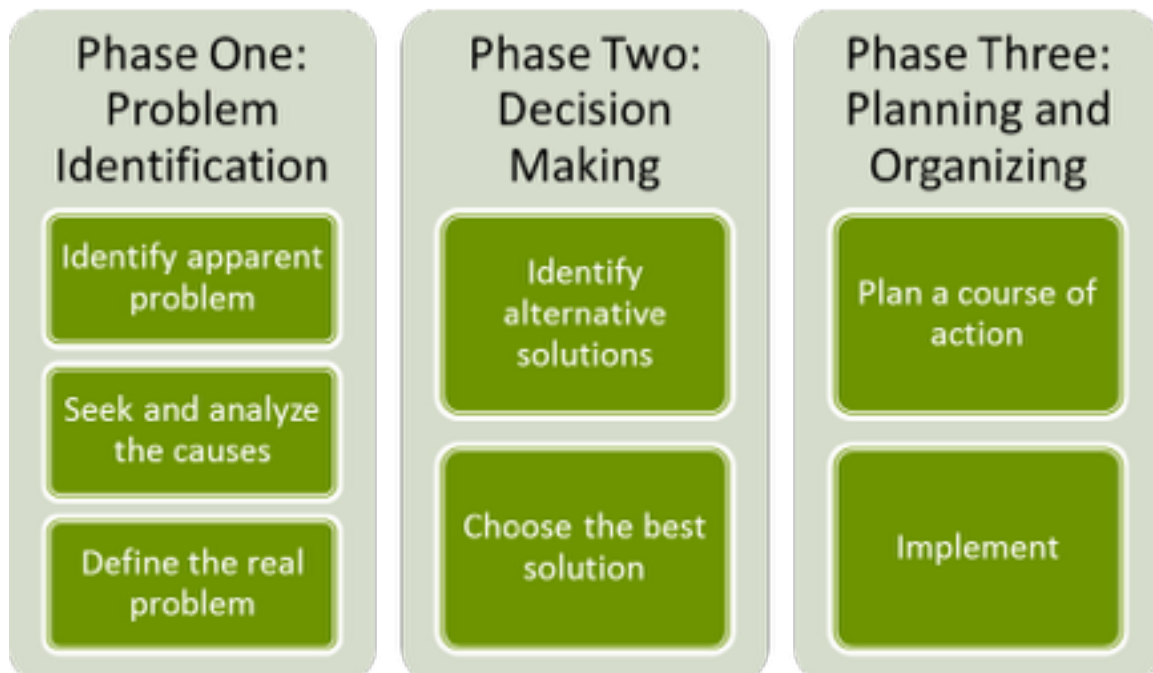 Phase One:
Problem
Identification
Identify apparent
problem
Seek and analyze
the causes
Define the real
problem
Phase Two:
Decision
Making
Identify
alternative
solutions
Choose the best
solution
Phase Three:
Planning and
Organizing
Plan a course of
action
Implement